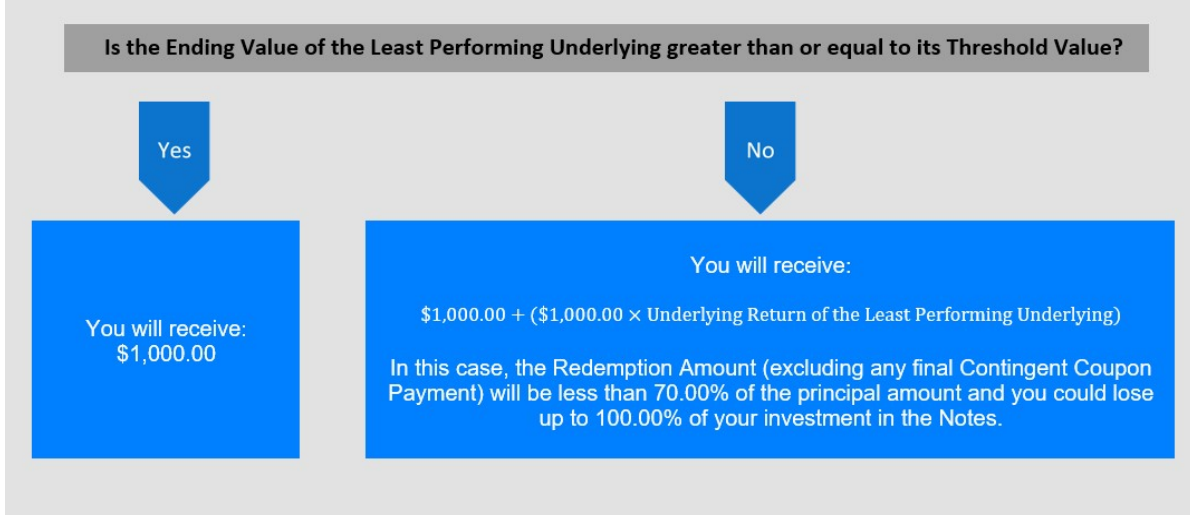 Is the Ending Value of the Least Performing Underlying greater than or equal to its Threshold Value?
Yes
No
You will receive:
$1,000.00
You will receive:
$1,000.00 + ($1,000.00 × Underlying Return of the Least Performing Underlying)
In this case, the Redemption Amount (excluding any final Contingent Coupon
Payment) will be less than 70.00% of the principal amount and you could lose
up to 100.00% of your investment in the Notes.